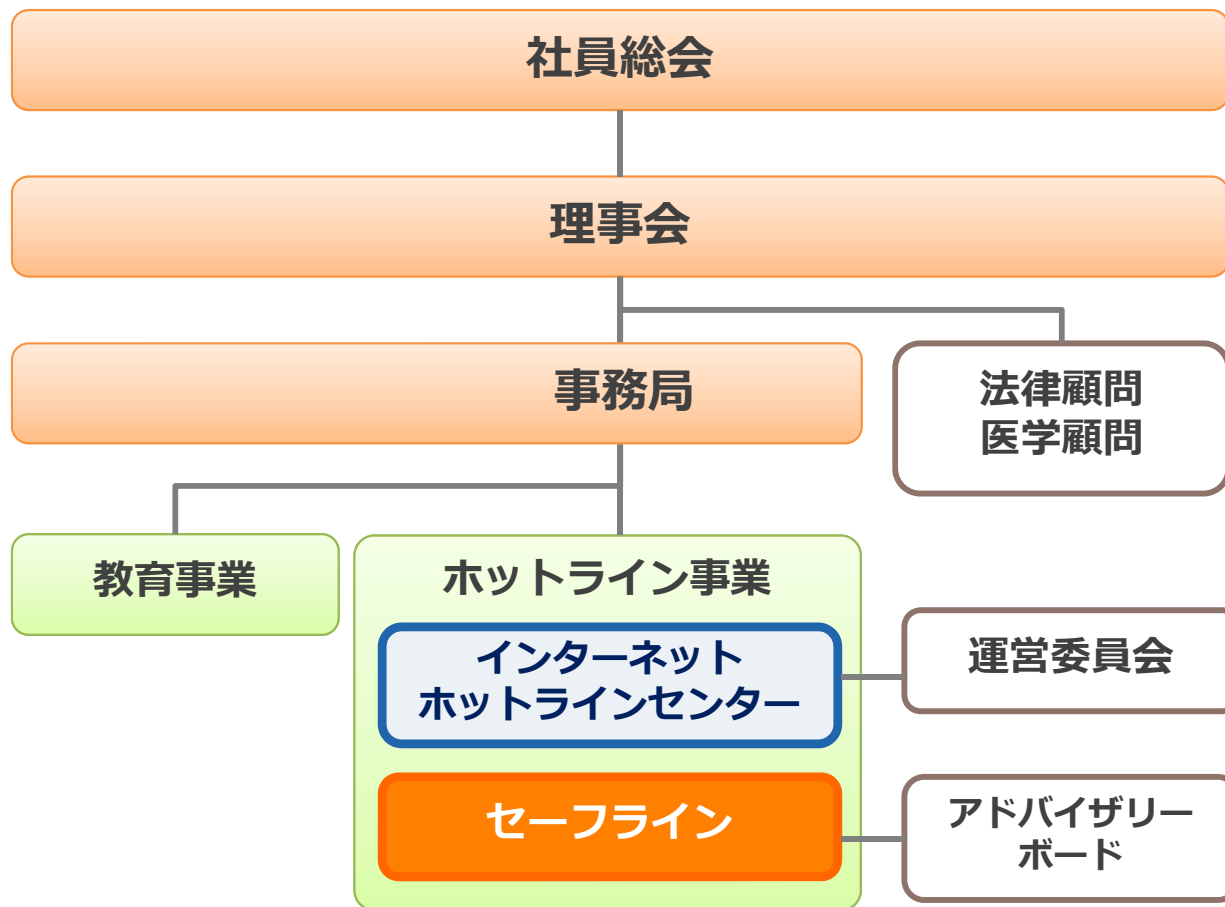 社員総会
理事会
事務局
法律顧問
医学顧問
教育事業
ホットライン事業
インターネット
ホットラインセンター
運営委員会
セーフライン
アドバイザリー
ボード